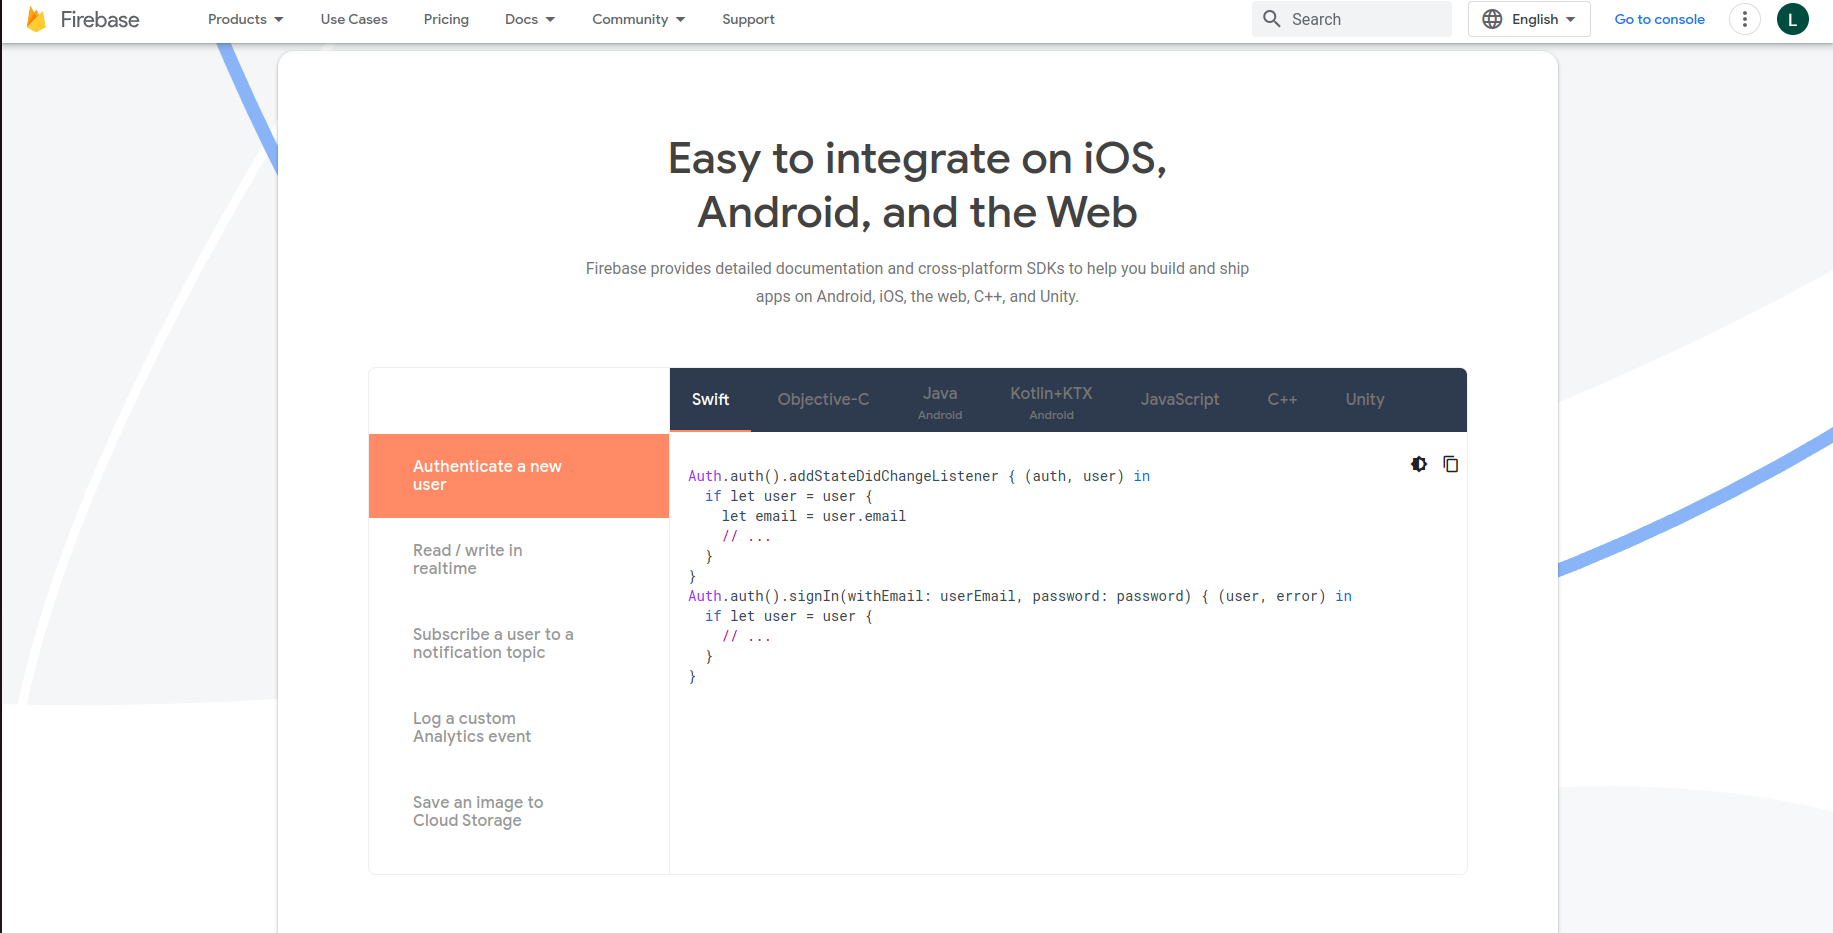 Firebase
Products
Use Cases
Pricing
Docs
Community
Support
Search
English
Go to console
L
Easy to integrate on iOS,
Android, and the Web
Firebase provides detailed documentation and cross-platform SDKs to help you build and ship
apps on Android, iOS, the web, C++, and Unity.
Swift
Objective-C
Java
Android
Kotlin+KTX
Android
JavaScript
C++
Unity
Authenticate a new
user
Read / write in
realtime
Subscribe a user to a
notification topic
Log a custom
Analytics event
Save an image to
Cloud Storage
Auth.auth().addStateDidChangeListener { (auth, user) in
  if let user = user {
    let email = user.email
    // ...
  }
}
Auth.auth().signIn(withEmail: userEmail, password: password) { (user, error) in
  if let user = user {
    // ...
  }
}